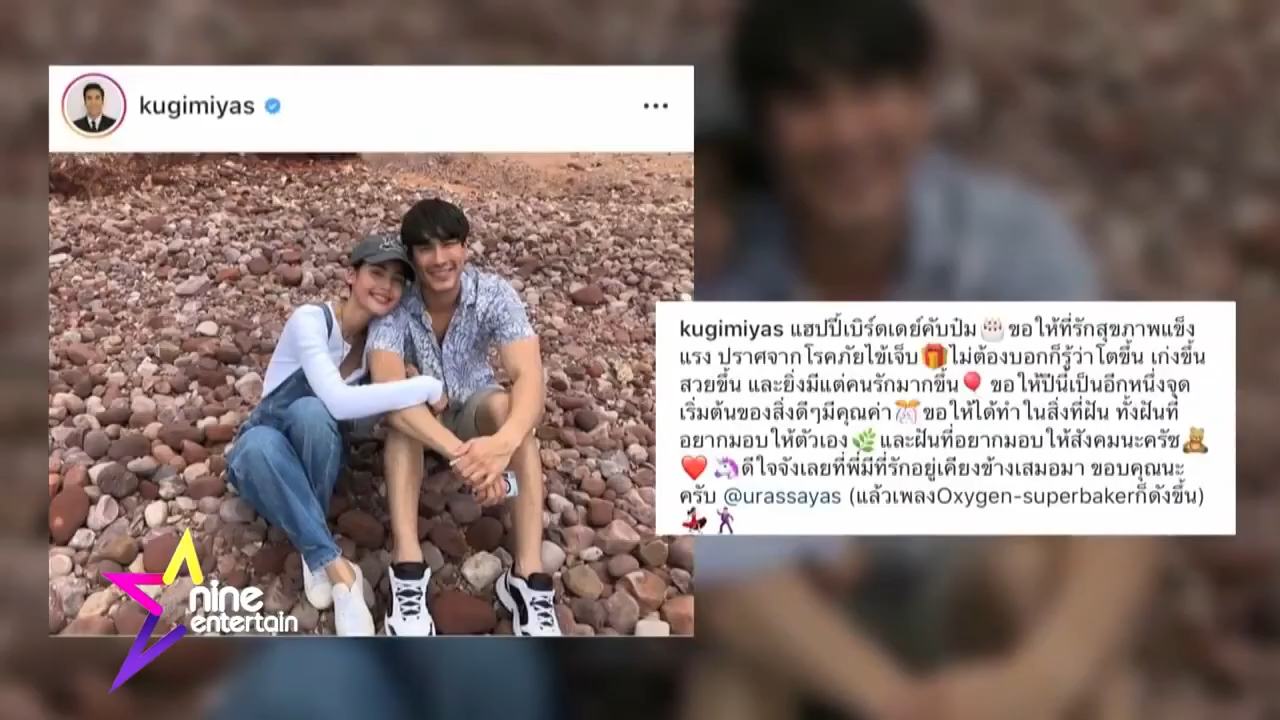 kugimiyas
kugimiyas แฮปปี้เบิร์ดเดย์คับป๋ม🎂ขอให้ที่รักสุขภาพแข็ง
แรง ปราศจากโรคภัยไข้เจ็บ🎁ไม่ต้องบอกก็รู้ว่าโตขึ้น เก่งขึ้น
สวยขึ้น และยิ่งมีแต่คนรักมากขึ้น🎈 ขอให้ปีนี้เป็นอีกหนึ่งจุด
เริ่มต้นของสิ่งดีๆมีคุณค่า🎊ขอให้ได้ทำในสิ่งที่ฝัน ทั้งฝันที่
อยากมอบให้ตัวเอง🌿และฝันที่อยากมอบให้สังคมนะครัช🧸
❤️🦄ดีใจจังเลยที่พี่มีที่รักอยู่เคียงข้างเสมอมา ขอบคุณนะ
ครับ @urassayas (แล้วเพลงOxygen-superbakerก็ดังขึ้น)
💃🕺
nine
entertain